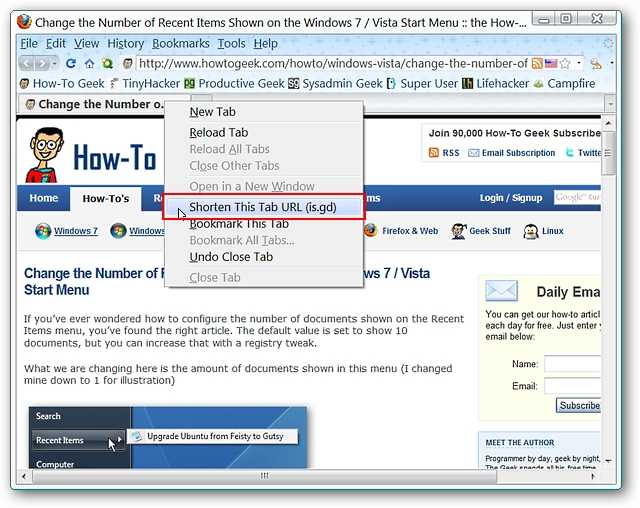 Change the Number of Recent Items Shown on the Windows 7 / Vista Start Menu :: the How-...
File Edit View History Bookmarks Tools Help
http://www.howtogeek.com/howto/windows-vista/change-the-number-of
How-To Geek TinyHacker Productive Geek Sysadmin Geek Super User Lifehacker Campfire
Change the Number o...
New Tab
Reload Tab
Reload All Tabs
Close Other Tabs
Open in a New Window
Shorten This Tab URL (is.gd)
Bookmark This Tab
Bookmark All Tabs...
Undo Close Tab
Close Tab
How-To
Join 90,000 How-To Geek Subscribe
RSS Email Subscription Twitte
Home How-To's R ms Login / Signup Google
Windows 7 Windows Firefox & Web Geek Stuff Linux
Change the Number of R Windows 7 / Vista
Start Menu
If you've ever wondered how to configure the number of documents shown on the Recent
Items menu, you've found the right article. The default value is set to show 10
documents, but you can increase that with a registry tweak.
What we are changing here is the amount of documents shown in this menu (I changed
mine down to 1 for illustration)
Search
Recent Items
Upgrade Ubuntu from Feisty to Gutsy
Computer
Daily Ema
You can get our how-to articl
each day for free. Just enter y
email below:
Name:
Email:
Subscribe
MEET THE AUTHOR
Programmer by day, geek by night,
The Geek spends all his free time